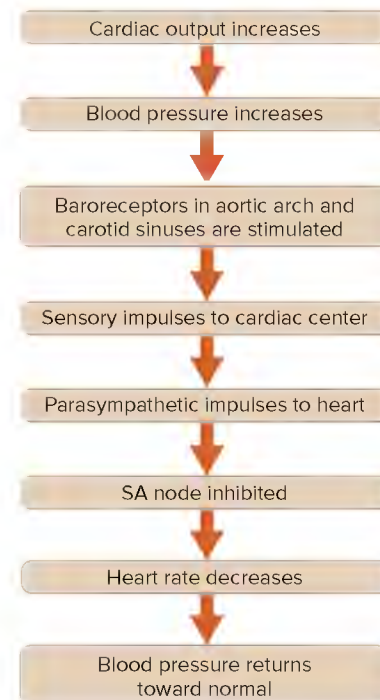 Cardiac output increases
Blood pressure increases
Baroreceptors in aortic arch and
carotid sinuses are stimulated
Sensory impulses to cardiac center
Parasympathetic impulses to heart
SA node inhibited
Heart rate decreases
Blood pressure returns
toward normal